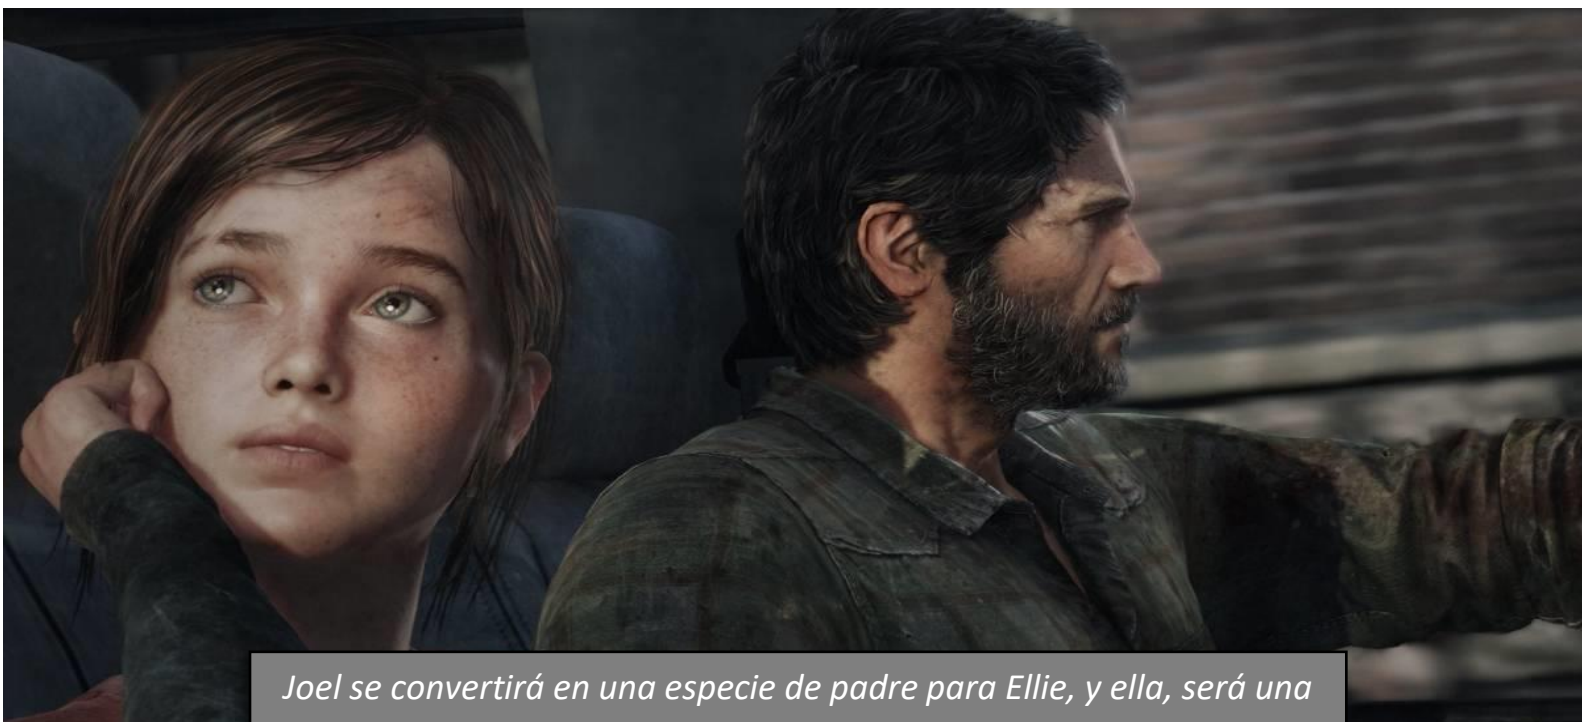 Joel se convertirá en una especie de padre para Ellie, y ella, será una